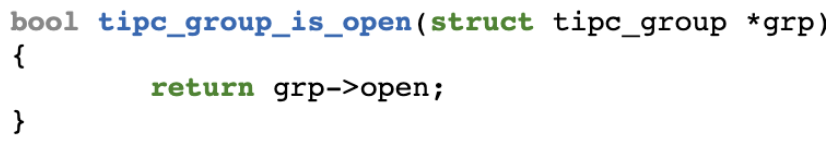 bool tipc_group_is_open(struct tipc_group *grp)
{
        return grp->open;
}